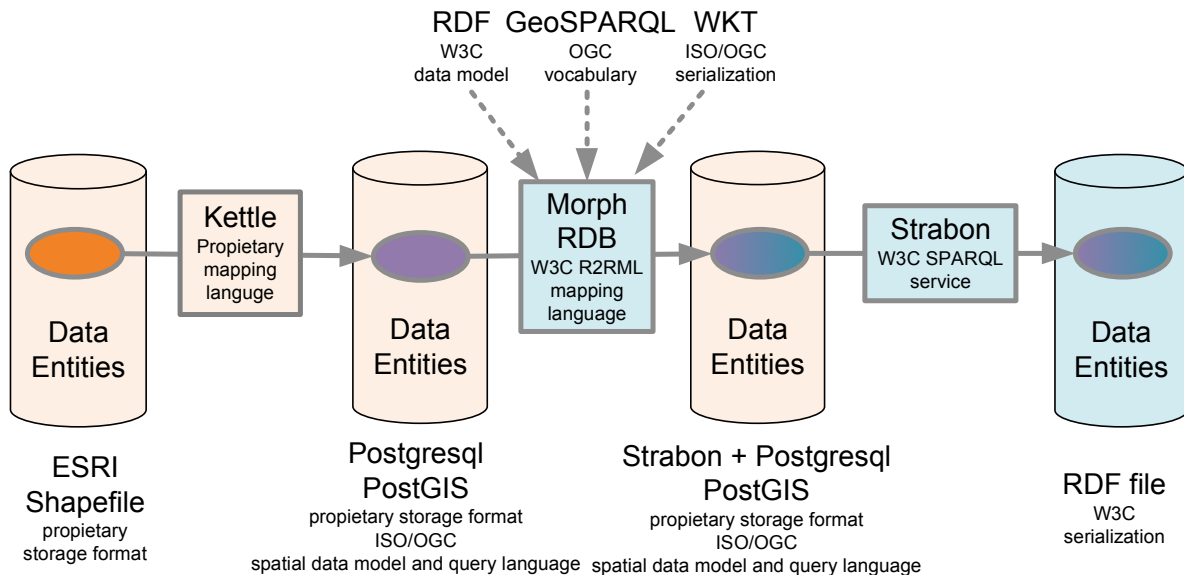 RDF GeoSPARQL WKT
W3C
data model
OGC
vocabulary
ISO/OGC
serialization
Data
Entities
Kettle
Propietary
mapping
languge
Data
Entities
Morph
RDB
W3C R2RML
mapping
language
Data
Entities
Strabon
W3C SPARQL
service
Data
Entities
ESRI
Shapefile
propietary
storage format
Postgresql
PostGIS
propietary storage format
ISO/OGC
spatial data model and query language
Strabon + Postgresql
PostGIS
propietary storage format
ISO/OGC
spatial data model and query language
RDF file
W3C
serialization